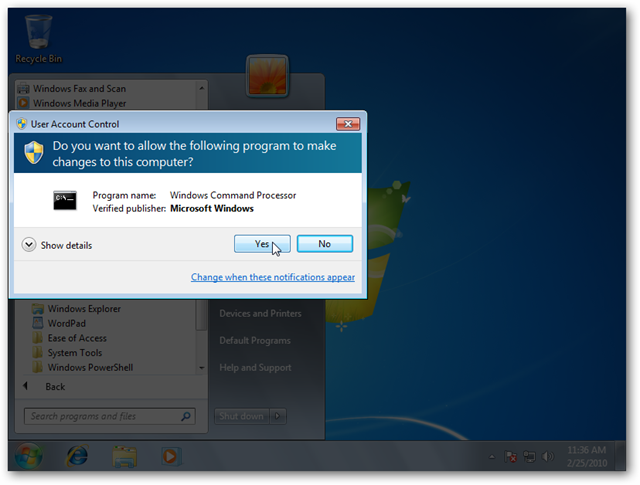 Recycle Bin
Windows Fax and Scan
Windows Media Player
User Account Control
Do you want to allow the following program to make
changes to this computer?
C:\
Program name: Windows Command Processor
Verified publisher: Microsoft Windows
Show details
Yes
No
Change when these notifications appear
Windows Explorer
WordPad
Ease of Access
System Tools
Windows PowerShell
Back
Search programs and files
Devices and Printers
Default Programs
Help and Support
Shut down
11:36 AM
2/25/2010